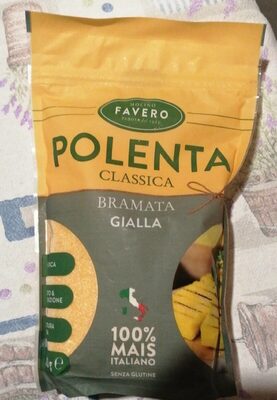 MOLINO
FAVERO
POLENTA
CLASSICA
BRAMATA
GIALLA
100%
MAIS
ITALIANO
SENZA GLUTINE